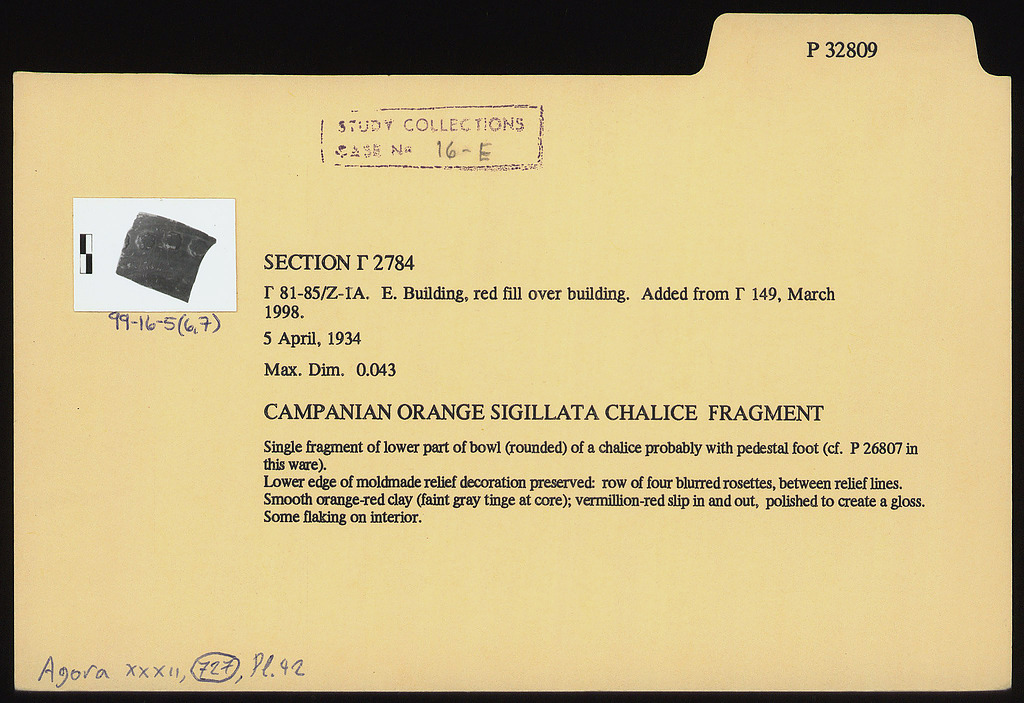 P 32809
STUDY COLLECTIONS
CASE No 16-E
99-16-5(6,7)
SECTION Γ 2784
Γ 81-85/Z-IA. E. Building, red fill over building. Added from Γ 149, March
1998.
5 April, 1934
Max. Dim. 0.043
CAMPANIAN ORANGE SIGILLATA CHALICE FRAGMENT
Single fragment of lower part of bowl (rounded) of a chalice probably with pedestal foot (cf. P 26807 in
this ware).
Lower edge of moldmade relief decoration preserved: row of four blurred rosettes, between relief lines.
Smooth orange-red clay (faint gray tinge at core); vermillion-red slip in and out, polished to create a gloss.
Some flaking on interior.
Agora XXXII, 727, Pl.42